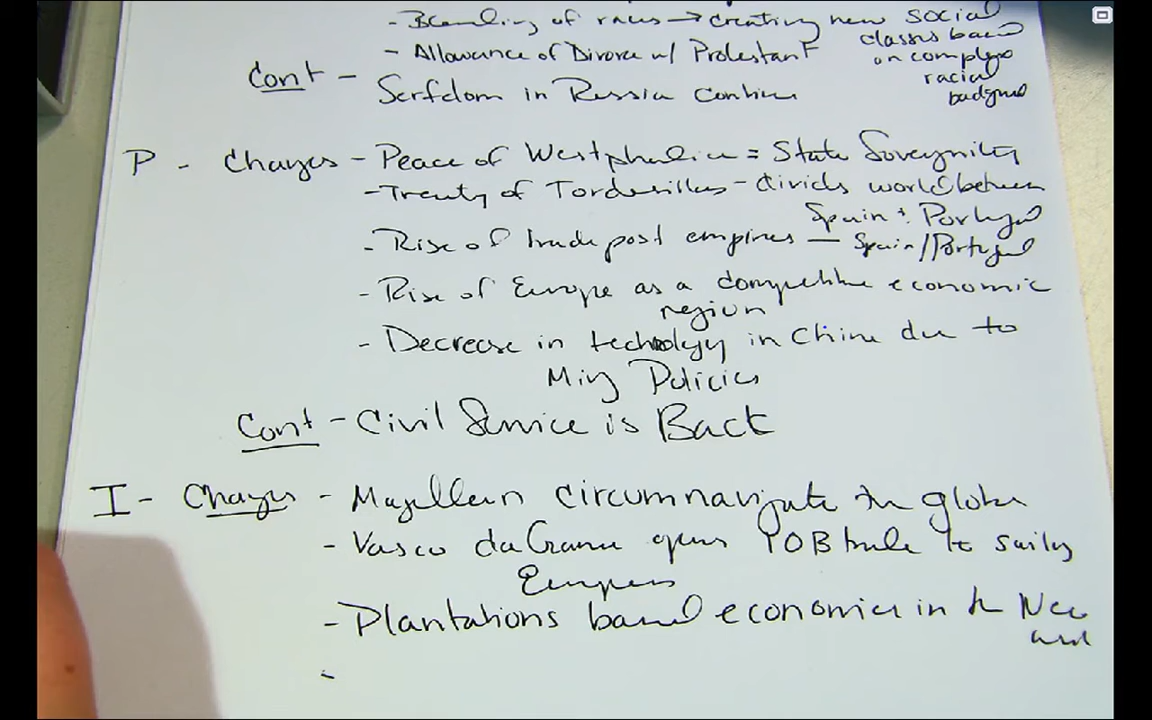 - Blending of races → creating new social
classes based
on complex
racial
backgrounds
- Allowance of Divorce w/ Protestant
Cont - Serfdom in Russia continues
P - Changes - Peace of Westphalia = State Sovereignty
- Treaty of Tordesillas - divides world between
Spain + Portugal
- Rise of trade post empires — Spain/Portugal
- Rise of Europe as a competitive economic
region
- Decrease in technology in China due to
Ming Policies
Cont - Civil Service is Back
I - Changes - Magellan circumnavigate the globe
- Vasco da Gama opens IOB trade to sailing
Europeans
- Plantations based economies in the New
World
-